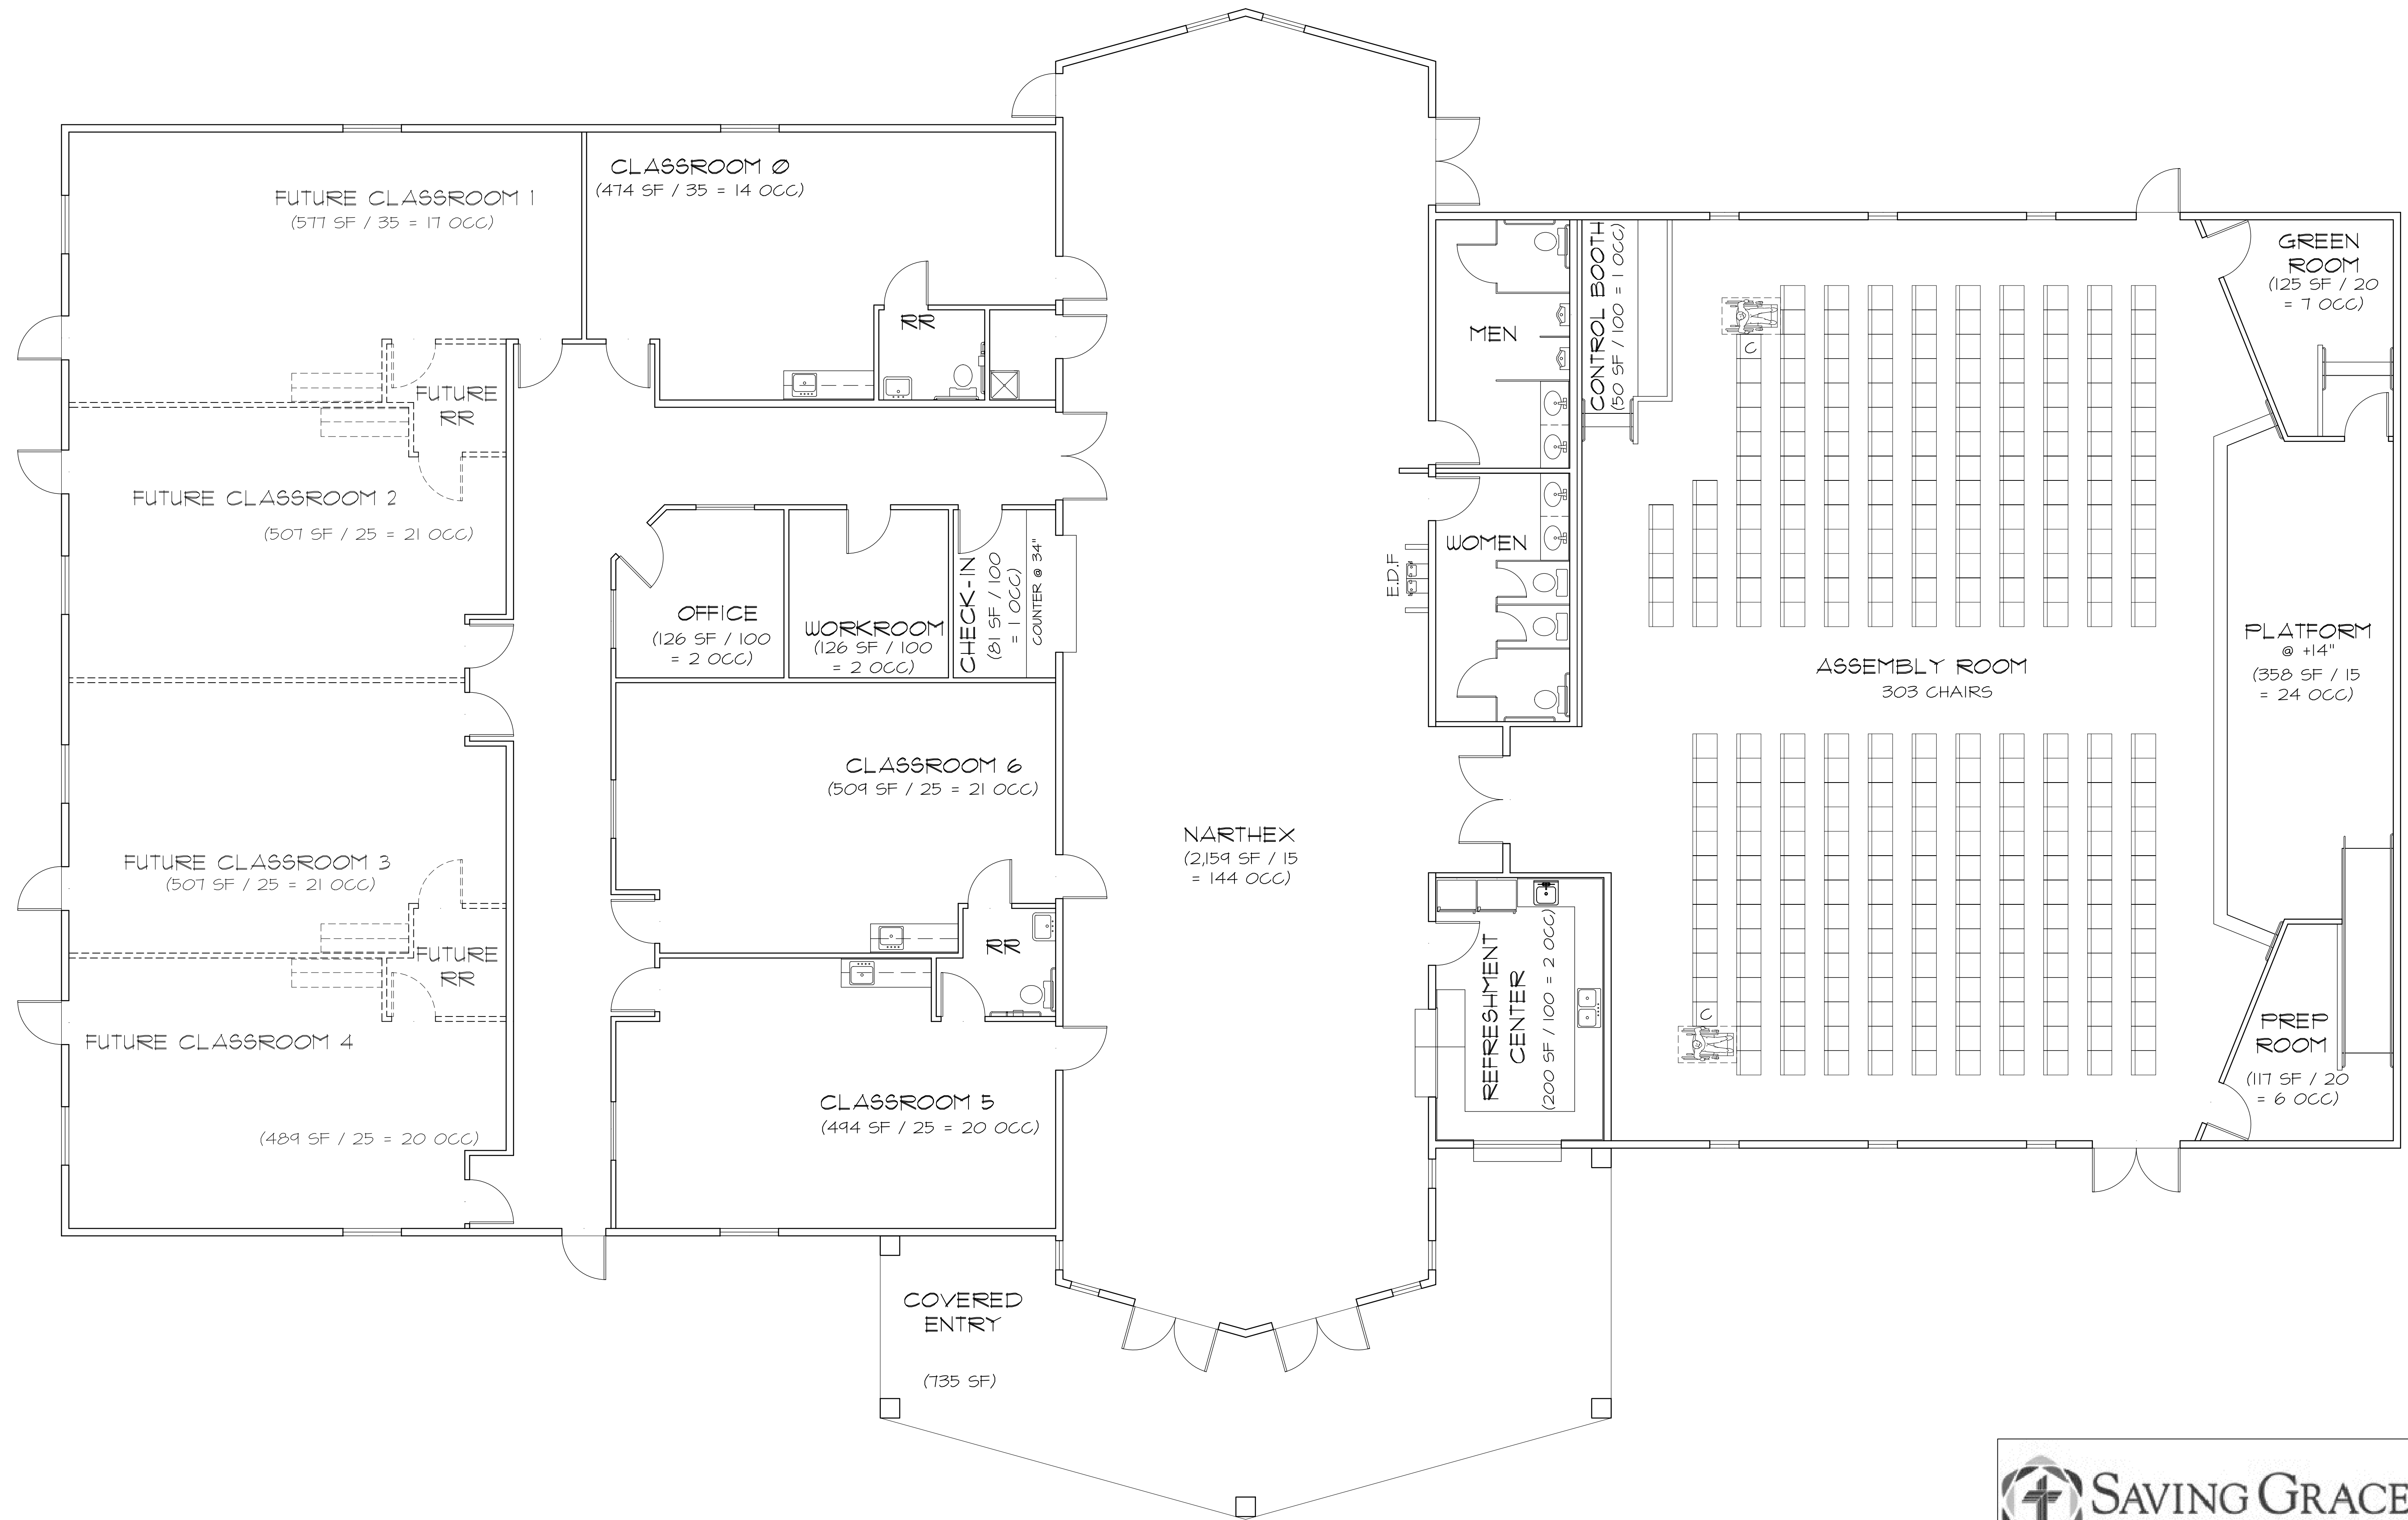 CLASSROOM Ø
(474 SF / 35 = 14 OCC)
FUTURE CLASSROOM 1
(577 SF / 35 = 17 OCC)
RR
FUTURE
RR
FUTURE CLASSROOM 2
(507 SF / 25 = 21 OCC)
OFFICE
(126 SF / 100
= 2 OCC)
WORKROOM
(126 SF / 100
= 2 OCC)
CHECK-IN
(81 SF / 100
= 1 OCC)
COUNTER @ 34"
CLASSROOM 6
(509 SF / 25 = 21 OCC)
FUTURE CLASSROOM 3
(507 SF / 25 = 21 OCC)
FUTURE
RR
RR
FUTURE CLASSROOM 4
(489 SF / 25 = 20 OCC)
CLASSROOM 5
(494 SF / 25 = 20 OCC)
NARTHEX
(2,159 SF / 15
= 144 OCC)
MEN
WOMEN
E.D.F
CONTROL BOOTH
(50 SF / 100 = 1 OCC)
C
ASSEMBLY ROOM
303 CHAIRS
C
GREEN
ROOM
(125 SF / 20
= 7 OCC)
PLATFORM
@ +14"
(358 SF / 15
= 24 OCC)
PREP
ROOM
(117 SF / 20
= 6 OCC)
REFRESHMENT
CENTER
(200 SF / 100 = 2 OCC)
COVERED
ENTRY
(735 SF)
SAVING GRACE